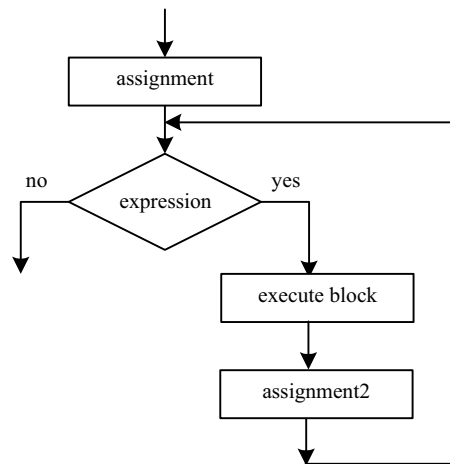 assignment
no
yes
expression
execute block
assignment2